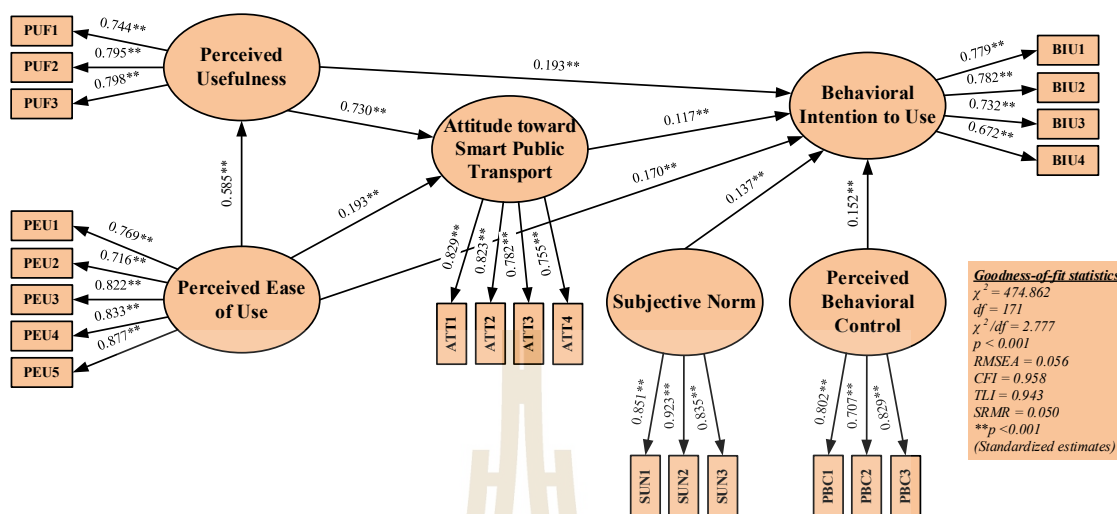 PUF1
PUF2
PUF3
0.744**
0.795**
0.798**
Perceived
Usefulness
0.193**
0.730**
Attitude toward
Smart Public
Transport
0.117**
Behavioral
Intention to Use
0.779**
0.782**
0.732**
0.672**
BIU1
BIU2
BIU3
BIU4
0.585**
0.193**
0.170**
0.137**
0.152**
PEU1
PEU2
PEU3
PEU4
PEU5
0.769**
0.716**
0.822**
0.833**
0.877**
Perceived Ease
of Use
0.829**
0.823**
0.782**
0.755**
ATT1
ATT2
ATT3
ATT4
Subjective Norm
0.851**
0.923**
0.835**
SUN1
SUN2
SUN3
Perceived
Behavioral
Control
0.802**
0.707**
0.829**
PBC1
PBC2
PBC3
Goodness-of-fit statistics
χ² = 474.862
df = 171
χ²/df = 2.777
p < 0.001
RMSEA = 0.056
CFI = 0.958
TLI = 0.943
SRMR = 0.050
**p <0.001
(Standardized estimates)